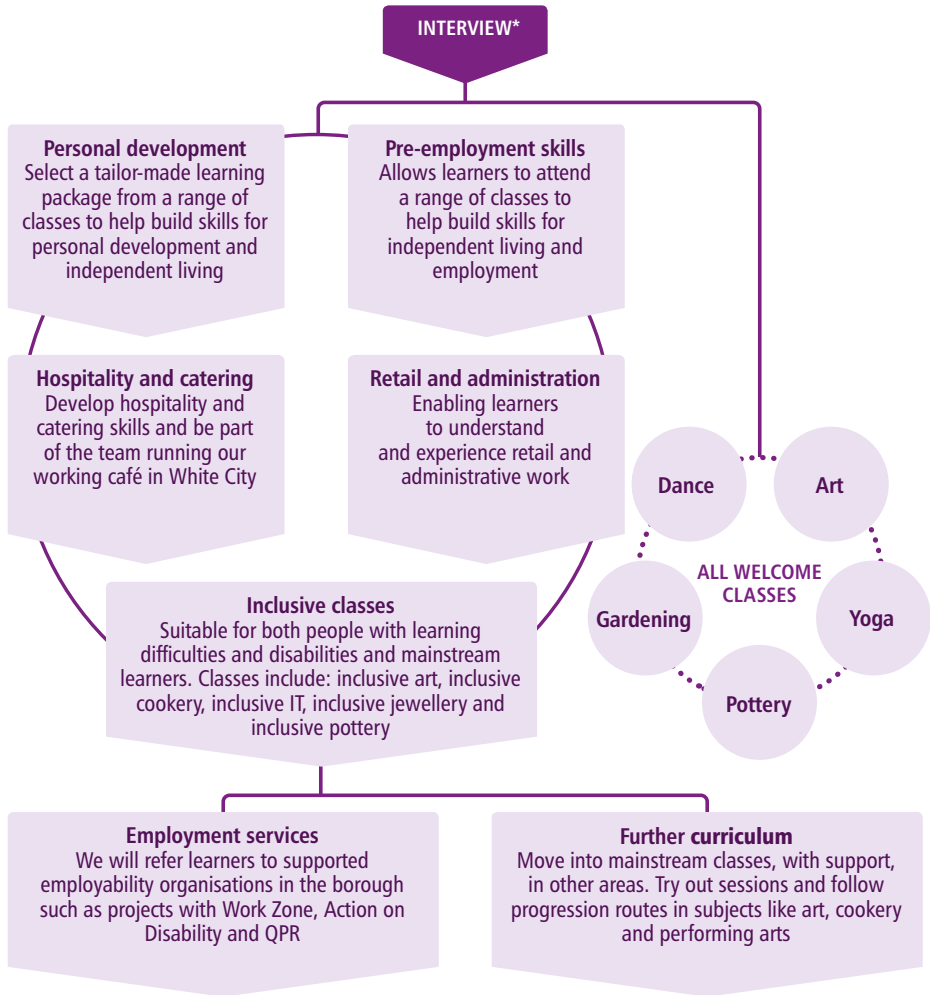 INTERVIEW*
Personal development
Select a tailor-made learning
package from a range of
classes to help build skills for
personal development and
independent living
Pre-employment skills
Allows learners to attend
a range of classes to
help build skills for
independent living and
employment
Hospitality and catering
Develop hospitality and
catering skills and be part
of the team running our
working café in White City
Retail and administration
Enabling learners
to understand
and experience retail and
administrative work
Dance
Art
ALL WELCOME
CLASSES
Gardening
Yoga
Pottery
Inclusive classes
Suitable for both people with learning
difficulties and disabilities and mainstream
learners. Classes include: inclusive art, inclusive
cookery, inclusive IT, inclusive jewellery and
inclusive pottery
Employment services
We will refer learners to supported
employability organisations in the borough
such as projects with Work Zone, Action on
Disability and QPR
Further curriculum
Move into mainstream classes, with support,
in other areas. Try out sessions and follow
progression routes in subjects like art, cookery
and performing arts